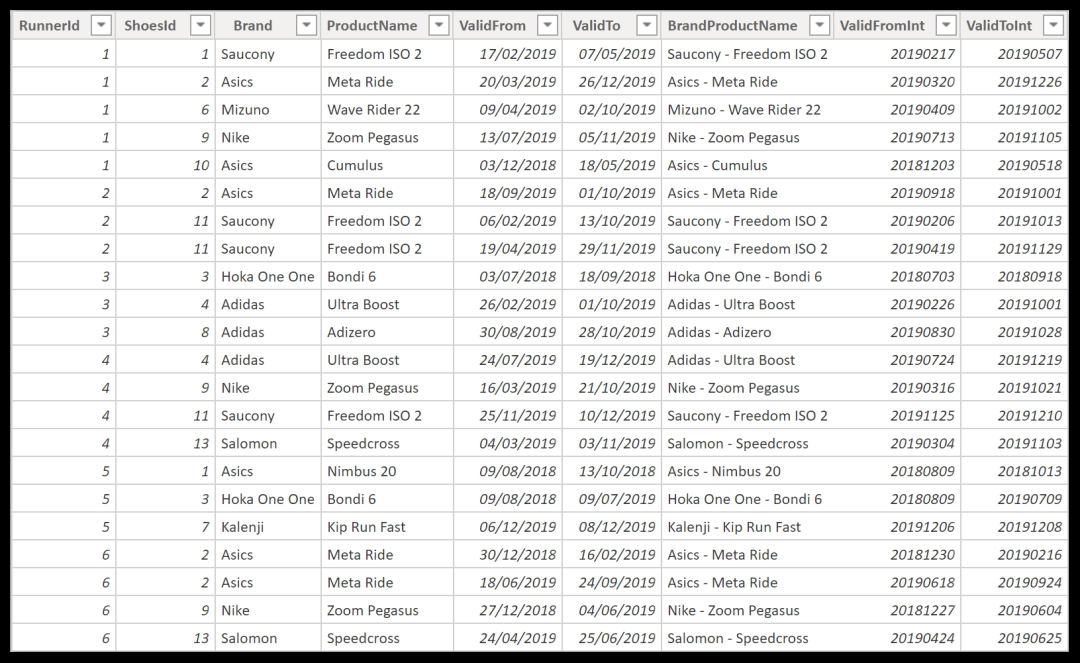 RunnerId ShoesId Brand ProductName ValidFrom ValidTo BrandProductName ValidFromInt ValidToInt
1 1 Saucony Freedom ISO 2 17/02/2019 07/05/2019 Saucony - Freedom ISO 2 20190217 20190507
1 2 Asics Meta Ride 20/03/2019 26/12/2019 Asics - Meta Ride 20190320 20191226
1 6 Mizuno Wave Rider 22 09/04/2019 02/10/2019 Mizuno - Wave Rider 22 20190409 20191002
1 9 Nike Zoom Pegasus 13/07/2019 05/11/2019 Nike - Zoom Pegasus 20190713 20191105
1 10 Asics Cumulus 03/12/2018 18/05/2019 Asics - Cumulus 20181203 20190518
2 2 Asics Meta Ride 18/09/2019 01/10/2019 Asics - Meta Ride 20190918 20191001
2 11 Saucony Freedom ISO 2 06/02/2019 13/10/2019 Saucony - Freedom ISO 2 20190206 20191013
2 11 Saucony Freedom ISO 2 19/04/2019 29/11/2019 Saucony - Freedom ISO 2 20190419 20191129
3 3 Hoka One One Bondi 6 03/07/2018 18/09/2018 Hoka One One - Bondi 6 20180703 20180918
3 4 Adidas Ultra Boost 26/02/2019 01/10/2019 Adidas - Ultra Boost 20190226 20191001
3 8 Adidas Adizero 30/08/2019 28/10/2019 Adidas - Adizero 20190830 20191028
4 4 Adidas Ultra Boost 24/07/2019 19/12/2019 Adidas - Ultra Boost 20190724 20191219
4 9 Nike Zoom Pegasus 16/03/2019 21/10/2019 Nike - Zoom Pegasus 20190316 20191021
4 11 Saucony Freedom ISO 2 25/11/2019 10/12/2019 Saucony - Freedom ISO 2 20191125 20191210
4 13 Salomon Speedcross 04/03/2019 03/11/2019 Salomon - Speedcross 20190304 20191103
5 1 Asics Nimbus 20 09/08/2018 13/10/2018 Asics - Nimbus 20 20180809 20181013
5 3 Hoka One One Bondi 6 09/08/2018 09/07/2019 Hoka One One - Bondi 6 20180809 20190709
5 7 Kalenji Kip Run Fast 06/12/2019 08/12/2019 Kalenji - Kip Run Fast 20191206 20191208
6 2 Asics Meta Ride 30/12/2018 16/02/2019 Asics - Meta Ride 20181230 20190216
6 2 Asics Meta Ride 18/06/2019 24/09/2019 Asics - Meta Ride 20190618 20190924
6 9 Nike Zoom Pegasus 27/12/2018 04/06/2019 Nike - Zoom Pegasus 20181227 20190604
6 13 Salomon Speedcross 24/04/2019 25/06/2019 Salomon - Speedcross 20190424 20190625